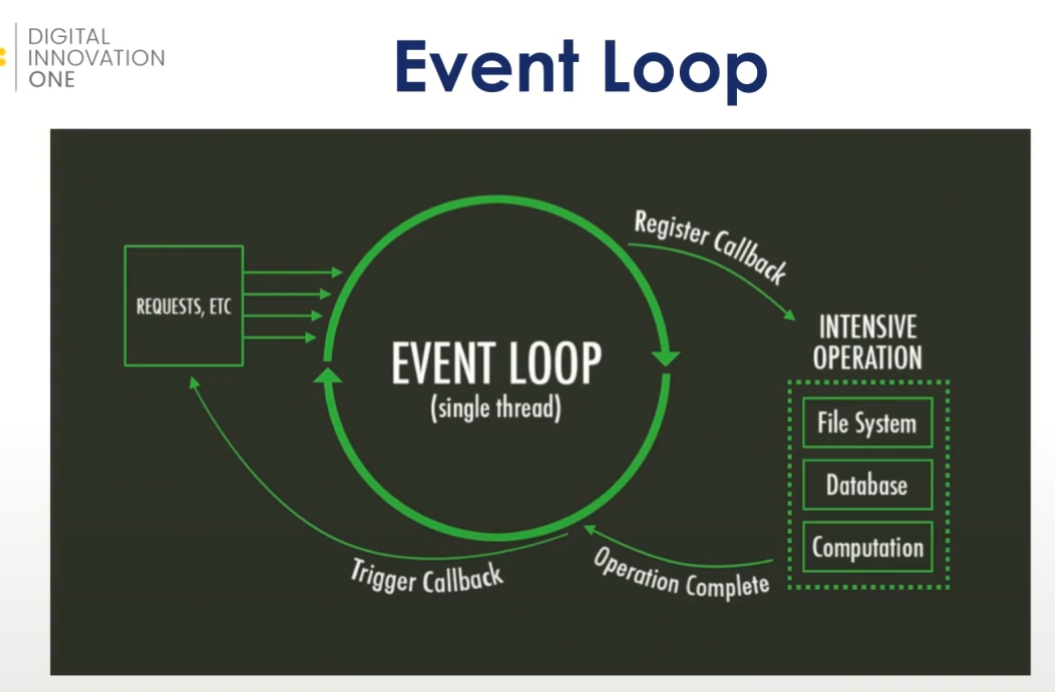 DIGITAL
INNOVATION
ONE
Event Loop
REQUESTS, ETC
EVENT LOOP
(single thread)
Register Callback
INTENSIVE
OPERATION
File System
Database
Computation
Operation Complete
Trigger Callback